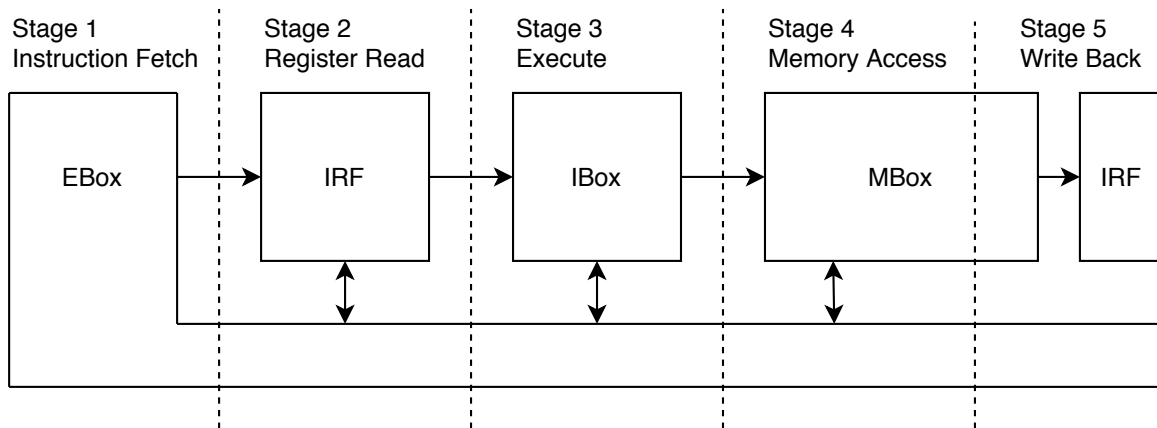 Stage 1
Instruction Fetch
Stage 2
Register Read
Stage 3
Execute
Stage 4
Memory Access
Stage 5
Write Back
EBox
IRF
IBox
MBox
IRF